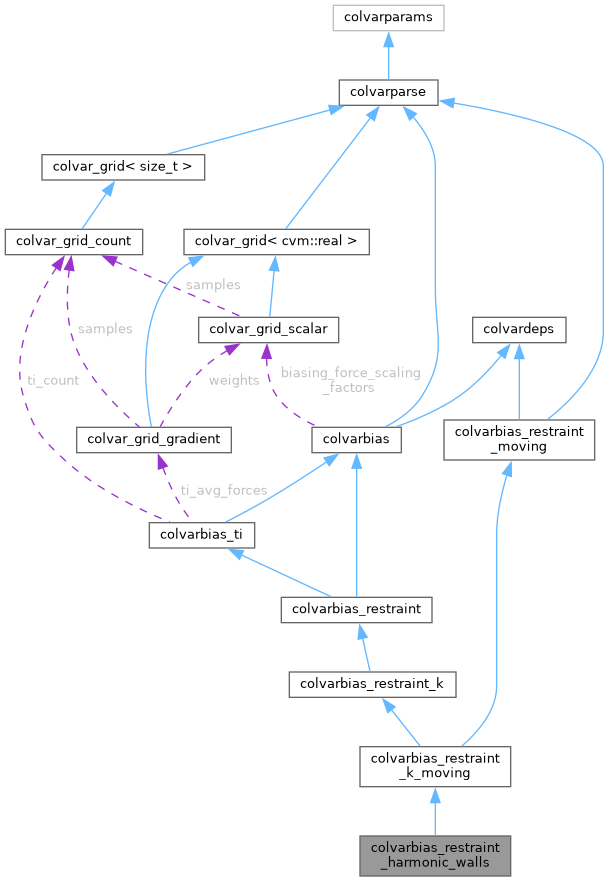 colvarparams
colvarparse
colvar_grid< size_t >
colvar_grid_count
colvar_grid< cvm::real >
samples
colvar_grid_scalar
colvardeps
samples
ti_count
weights
biasing_force_scaling
_factors
colvar_grid_gradient
colvarbias
colvarbias_restraint
_moving
ti_avg_forces
colvarbias_ti
colvarbias_restraint
colvarbias_restraint_k
colvarbias_restraint
_k_moving
colvarbias_restraint
_harmonic_walls